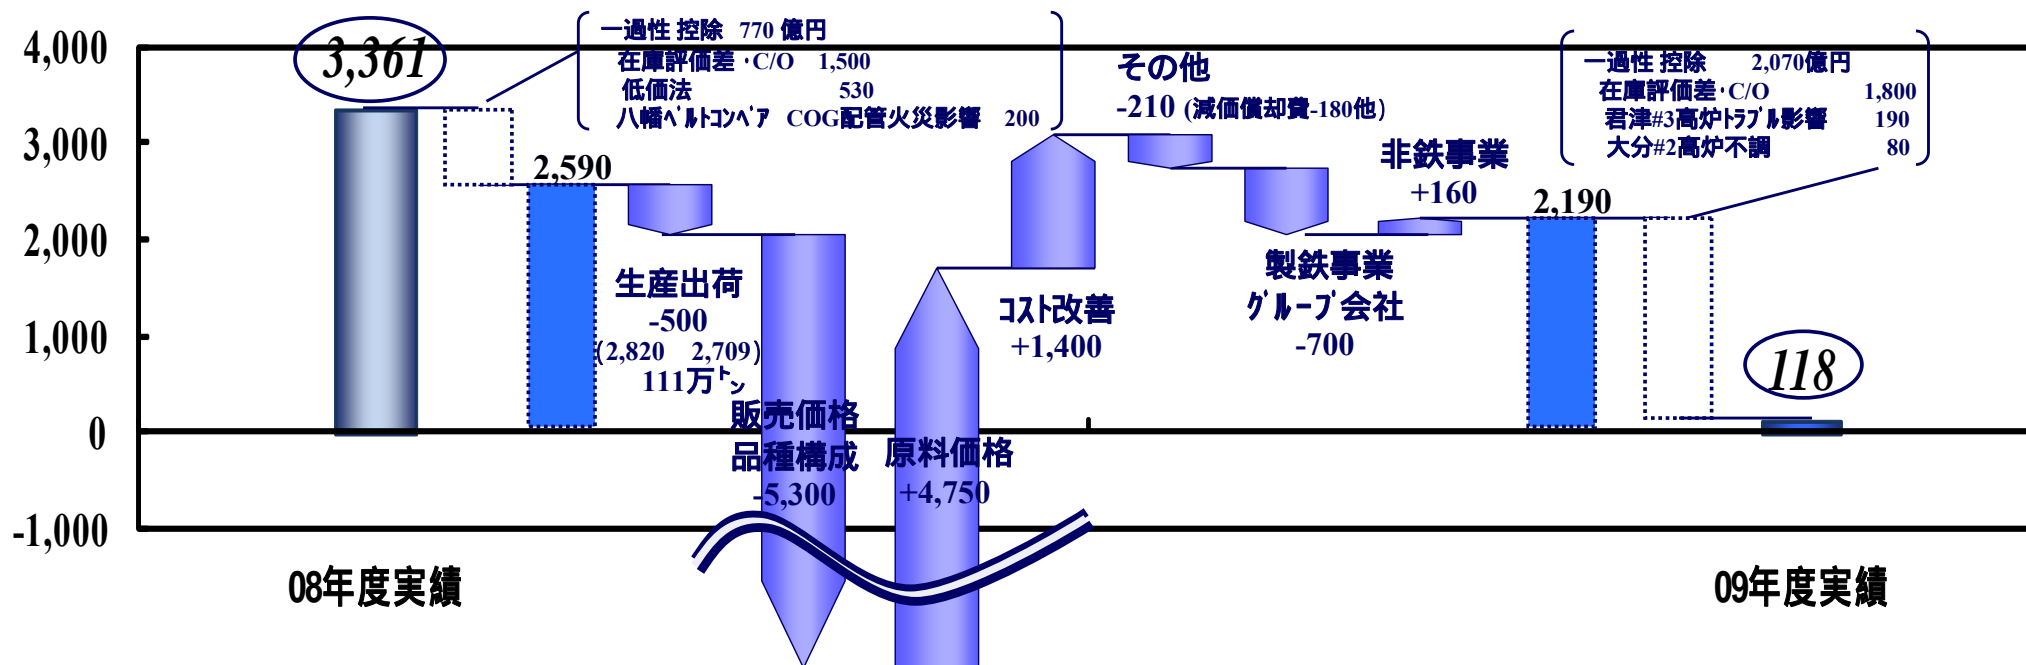 4,000
3,000
2,000
1,000
0
-1,000
3,361
一過性 控除 770 億円
在庫評価差・C/O 1,500
低価法 530
八幡ベルトコンベア COG配管火災影響 200
2,590
生産出荷
-500
(2,820 2,709)
111万トン
販売価格
品種構成
-5,300
原料価格
+4,750
コスト改善
+1,400
その他
-210 (減価償却費-180他)
製鉄事業
グループ会社
-700
非鉄事業
+160
2,190
一過性 控除 2,070億円
在庫評価差・C/O 1,800
君津#3高炉トラブル影響 190
大分#2高炉不調 80
118
08年度実績
09年度実績